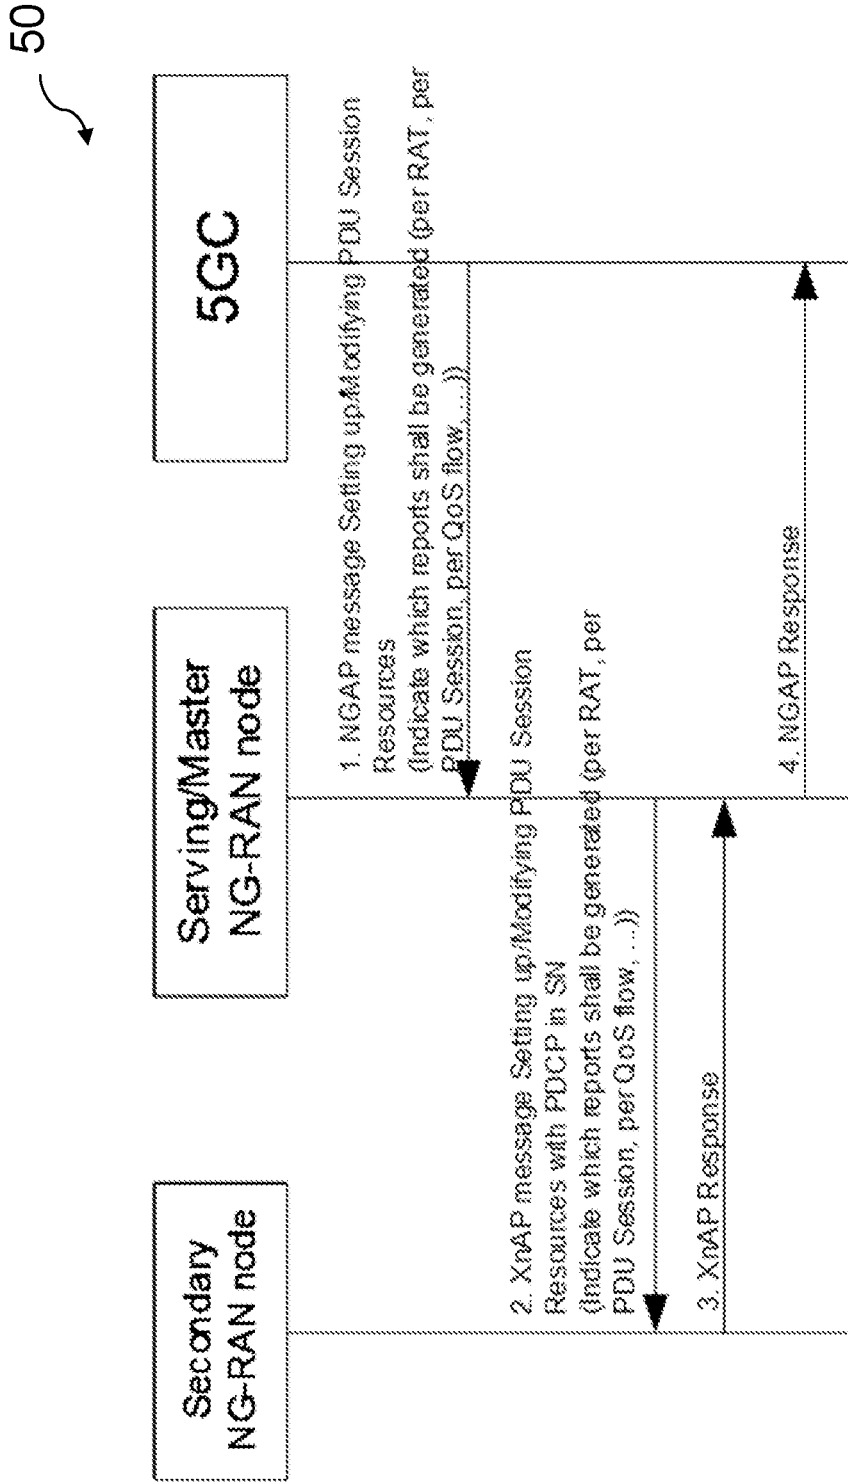 50
Secondary
NG-RAN node
Serving/Master
NG-RAN node
5GC
1. NGAP message Setting up/Modifying PDU Session
Resources
(Indicate which reports shall be generated (per RAT, per
PDU Session, per QoS flow, ...))
2. XnAP message Setting up/Modifying PDU Session
Resources with PDCP in SN
(Indicate which reports shall be generated (per RAT, per
PDU Session, per QoS flow, ...))
3. XnAP Response
4. NGAP Response